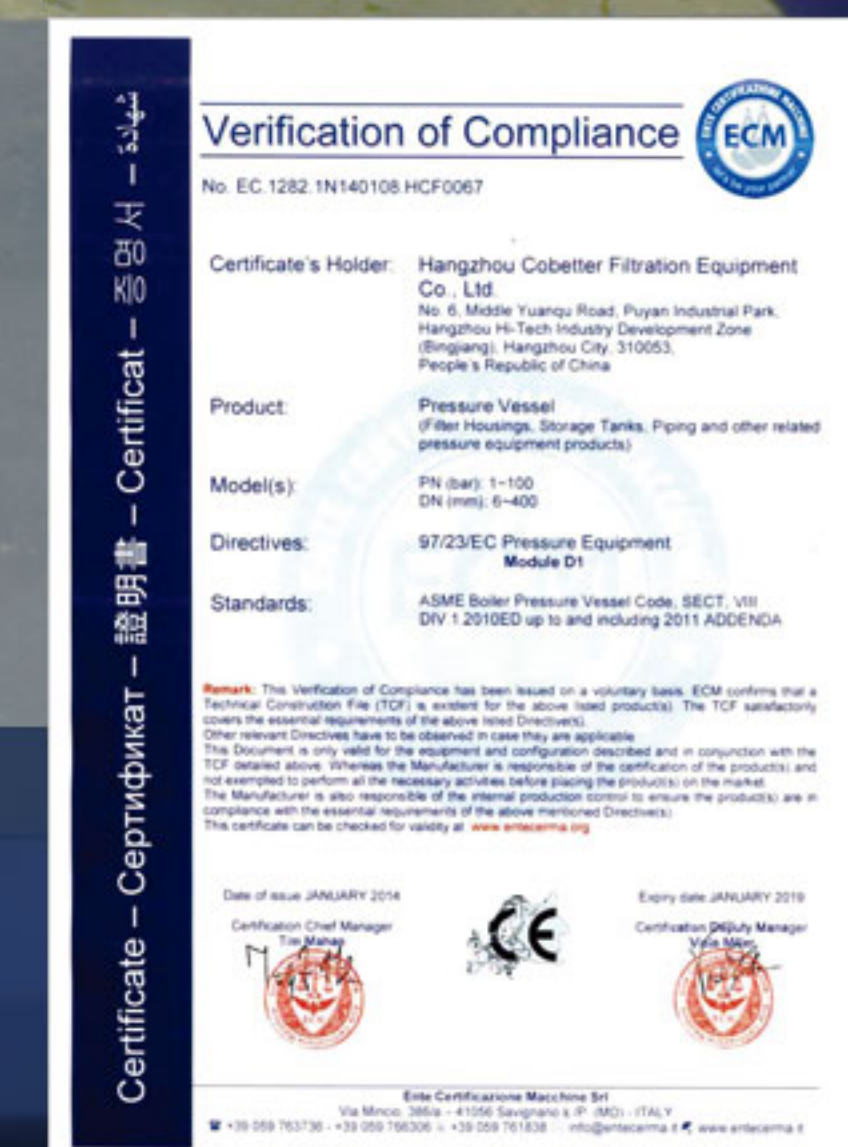 Certificate – Сертификат – 證明書 – Certificat – 증명서 – شهادة
Verification of Compliance
ENTE CERTIFICAZIONE MACCHINE
ECM
let's be your partner
No. EC.1282.1N140108.HCF0067
Certificate's Holder: Hangzhou Cobetter Filtration Equipment
Co., Ltd.
No. 6, Middle Yuanqu Road, Puyan Industrial Park,
Hangzhou Hi-Tech Industry Development Zone
(Bingjiang), Hangzhou City, 310053,
People's Republic of China
Product: Pressure Vessel
(Filter Housings, Storage Tanks, Piping and other related
pressure equipment products)
Model(s): PN (bar): 1~100
DN (mm): 6~400
Directives: 97/23/EC Pressure Equipment
Module D1
Standards: ASME Boiler Pressure Vessel Code, SECT, VIII
DIV.1.2010ED up to and including 2011 ADDENDA
Remark: This Verification of Compliance has been issued on a voluntary basis. ECM confirms that a
Technical Construction File (TCF) is existent for the above listed product(s). The TCF satisfactorily
covers the essential requirements of the above listed Directive(s).
Other relevant Directives have to be observed in case they are applicable
This Document is only valid for the equipment and configuration described and in conjunction with the
TCF detailed above. Whereas the Manufacturer is responsible of the certification of the product(s) and
not exempted to perform all the necessary activities before placing the product(s) on the market.
The Manufacturer is also responsible of the internal production control to ensure the product(s) are in
compliance with the essential requirements of the above mentioned Directive(s)
This certificate can be checked for validity at www.entecerma.org
Date of issue JANUARY 2014
Expiry date JANUARY 2019
Certification Chief Manager
Certification Deputy Manager
Tim
CE
Ente Certificazione Macchine Srl
Via Mincio, 386/a – 41056 Savignano s./P. (MO) - ITALY
+39 059 763736 - +39 059 766306 - +39 059 761838 - info@entecerma.it www.entecerma.it